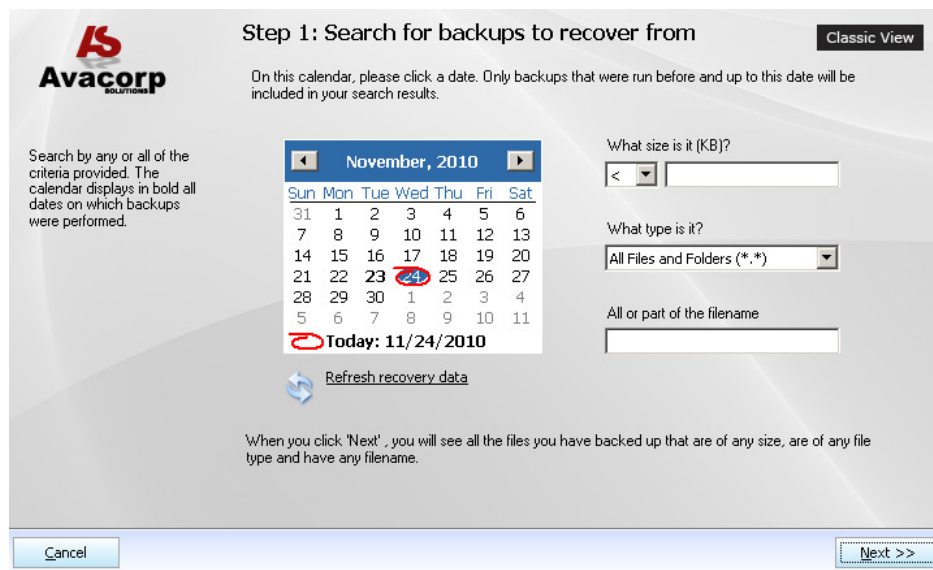 AS
Avacorp
SOLUTIONS
Step 1: Search for backups to recover from
Classic View
On this calendar, please click a date. Only backups that were run before and up to this date will be
included in your search results.
Search by any or all of the
criteria provided. The
calendar displays in bold all
dates on which backups
were performed.
November, 2010
Sun Mon Tue Wed Thu Fri Sat
31 1 2 3 4 5 6
7 8 9 10 11 12 13
14 15 16 17 18 19 20
21 22 23 24 25 26 27
28 29 30 1 2 3 4
5 6 7 8 9 10 11
Today: 11/24/2010
Refresh recovery data
What size is it (KB)?
<
What type is it?
All Files and Folders (*.*)
All or part of the filename
When you click 'Next' , you will see all the files you have backed up that are of any size, are of any file
type and have any filename.
Cancel
Next >>